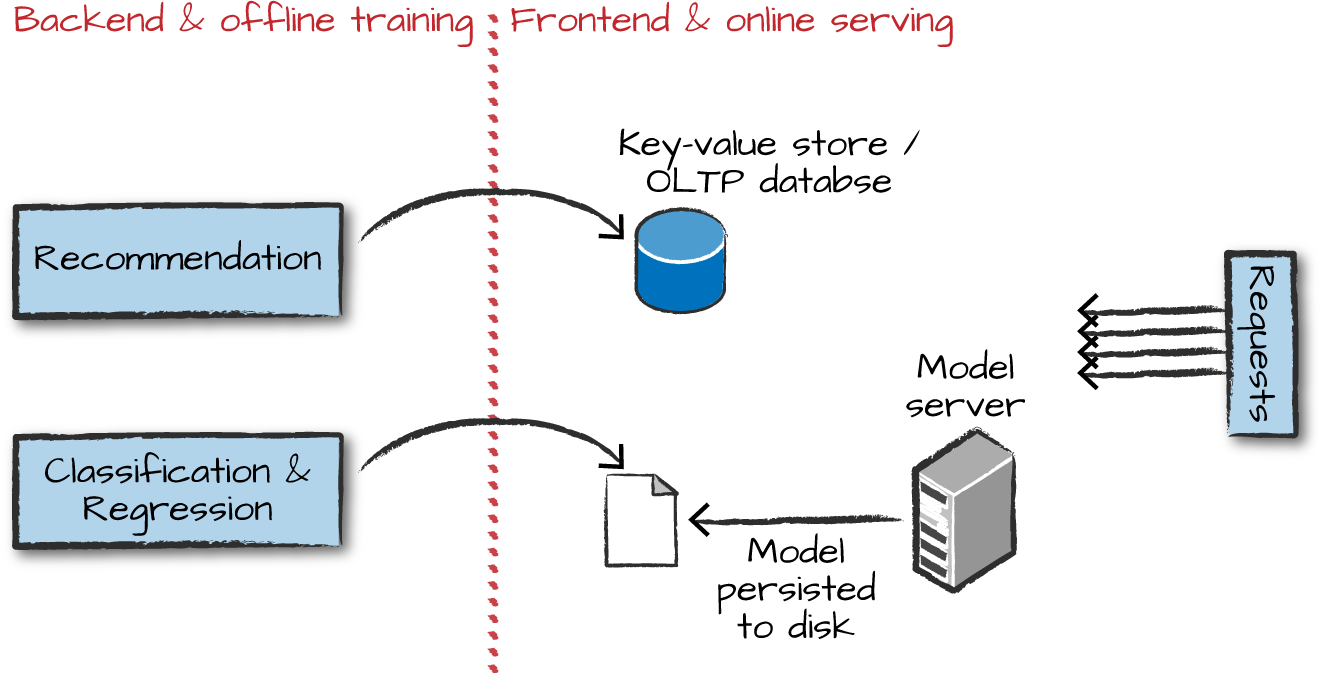 Backend & offline training
Frontend & online serving
Key-value store /
OLTP databse
Recommendation
Requests
Model
server
Classification &
Regression
Model
persisted
to disk